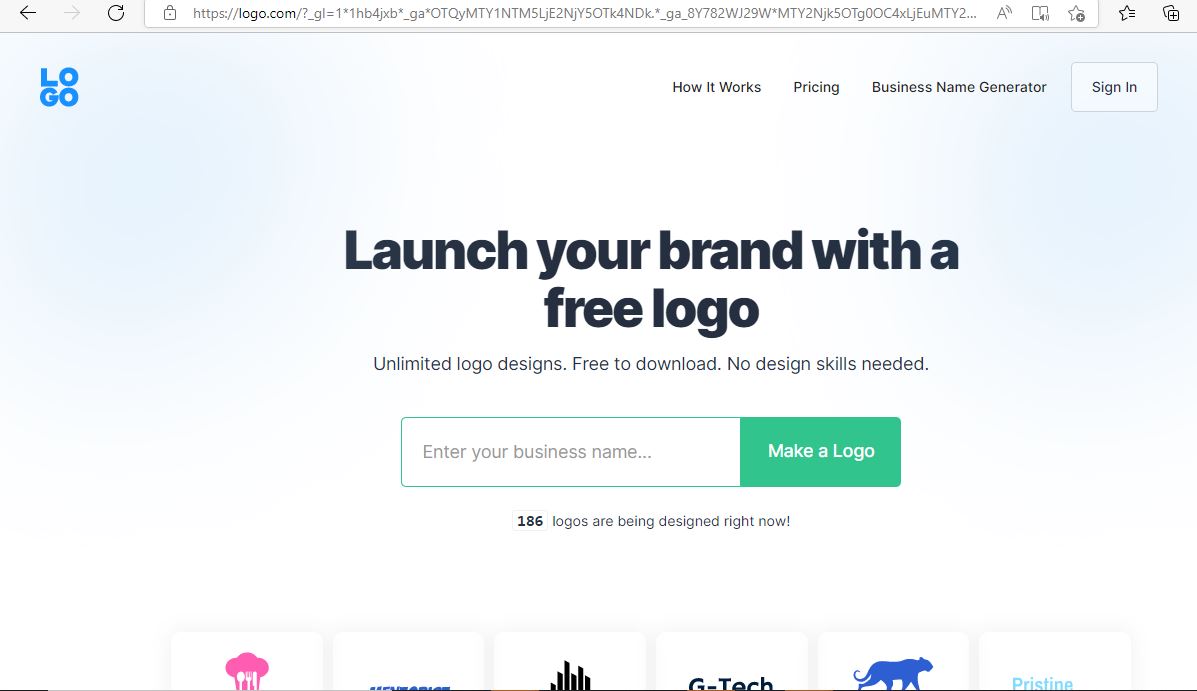 https://logo.com/?_gl=1*1hb4jxb*_ga*OTQyMTY1NTM5LjE2NjY5OTk4NDk.*_ga_8Y782WJ29W*MTY2Njk5OTg0OC4xLjEuMTY2...
LO
GO
How It Works
Pricing
Business Name Generator
Sign In
Launch your brand with a
free logo
Unlimited logo designs. Free to download. No design skills needed.
Enter your business name...
Make a Logo
186 logos are being designed right now!
G-Tech
Pristine